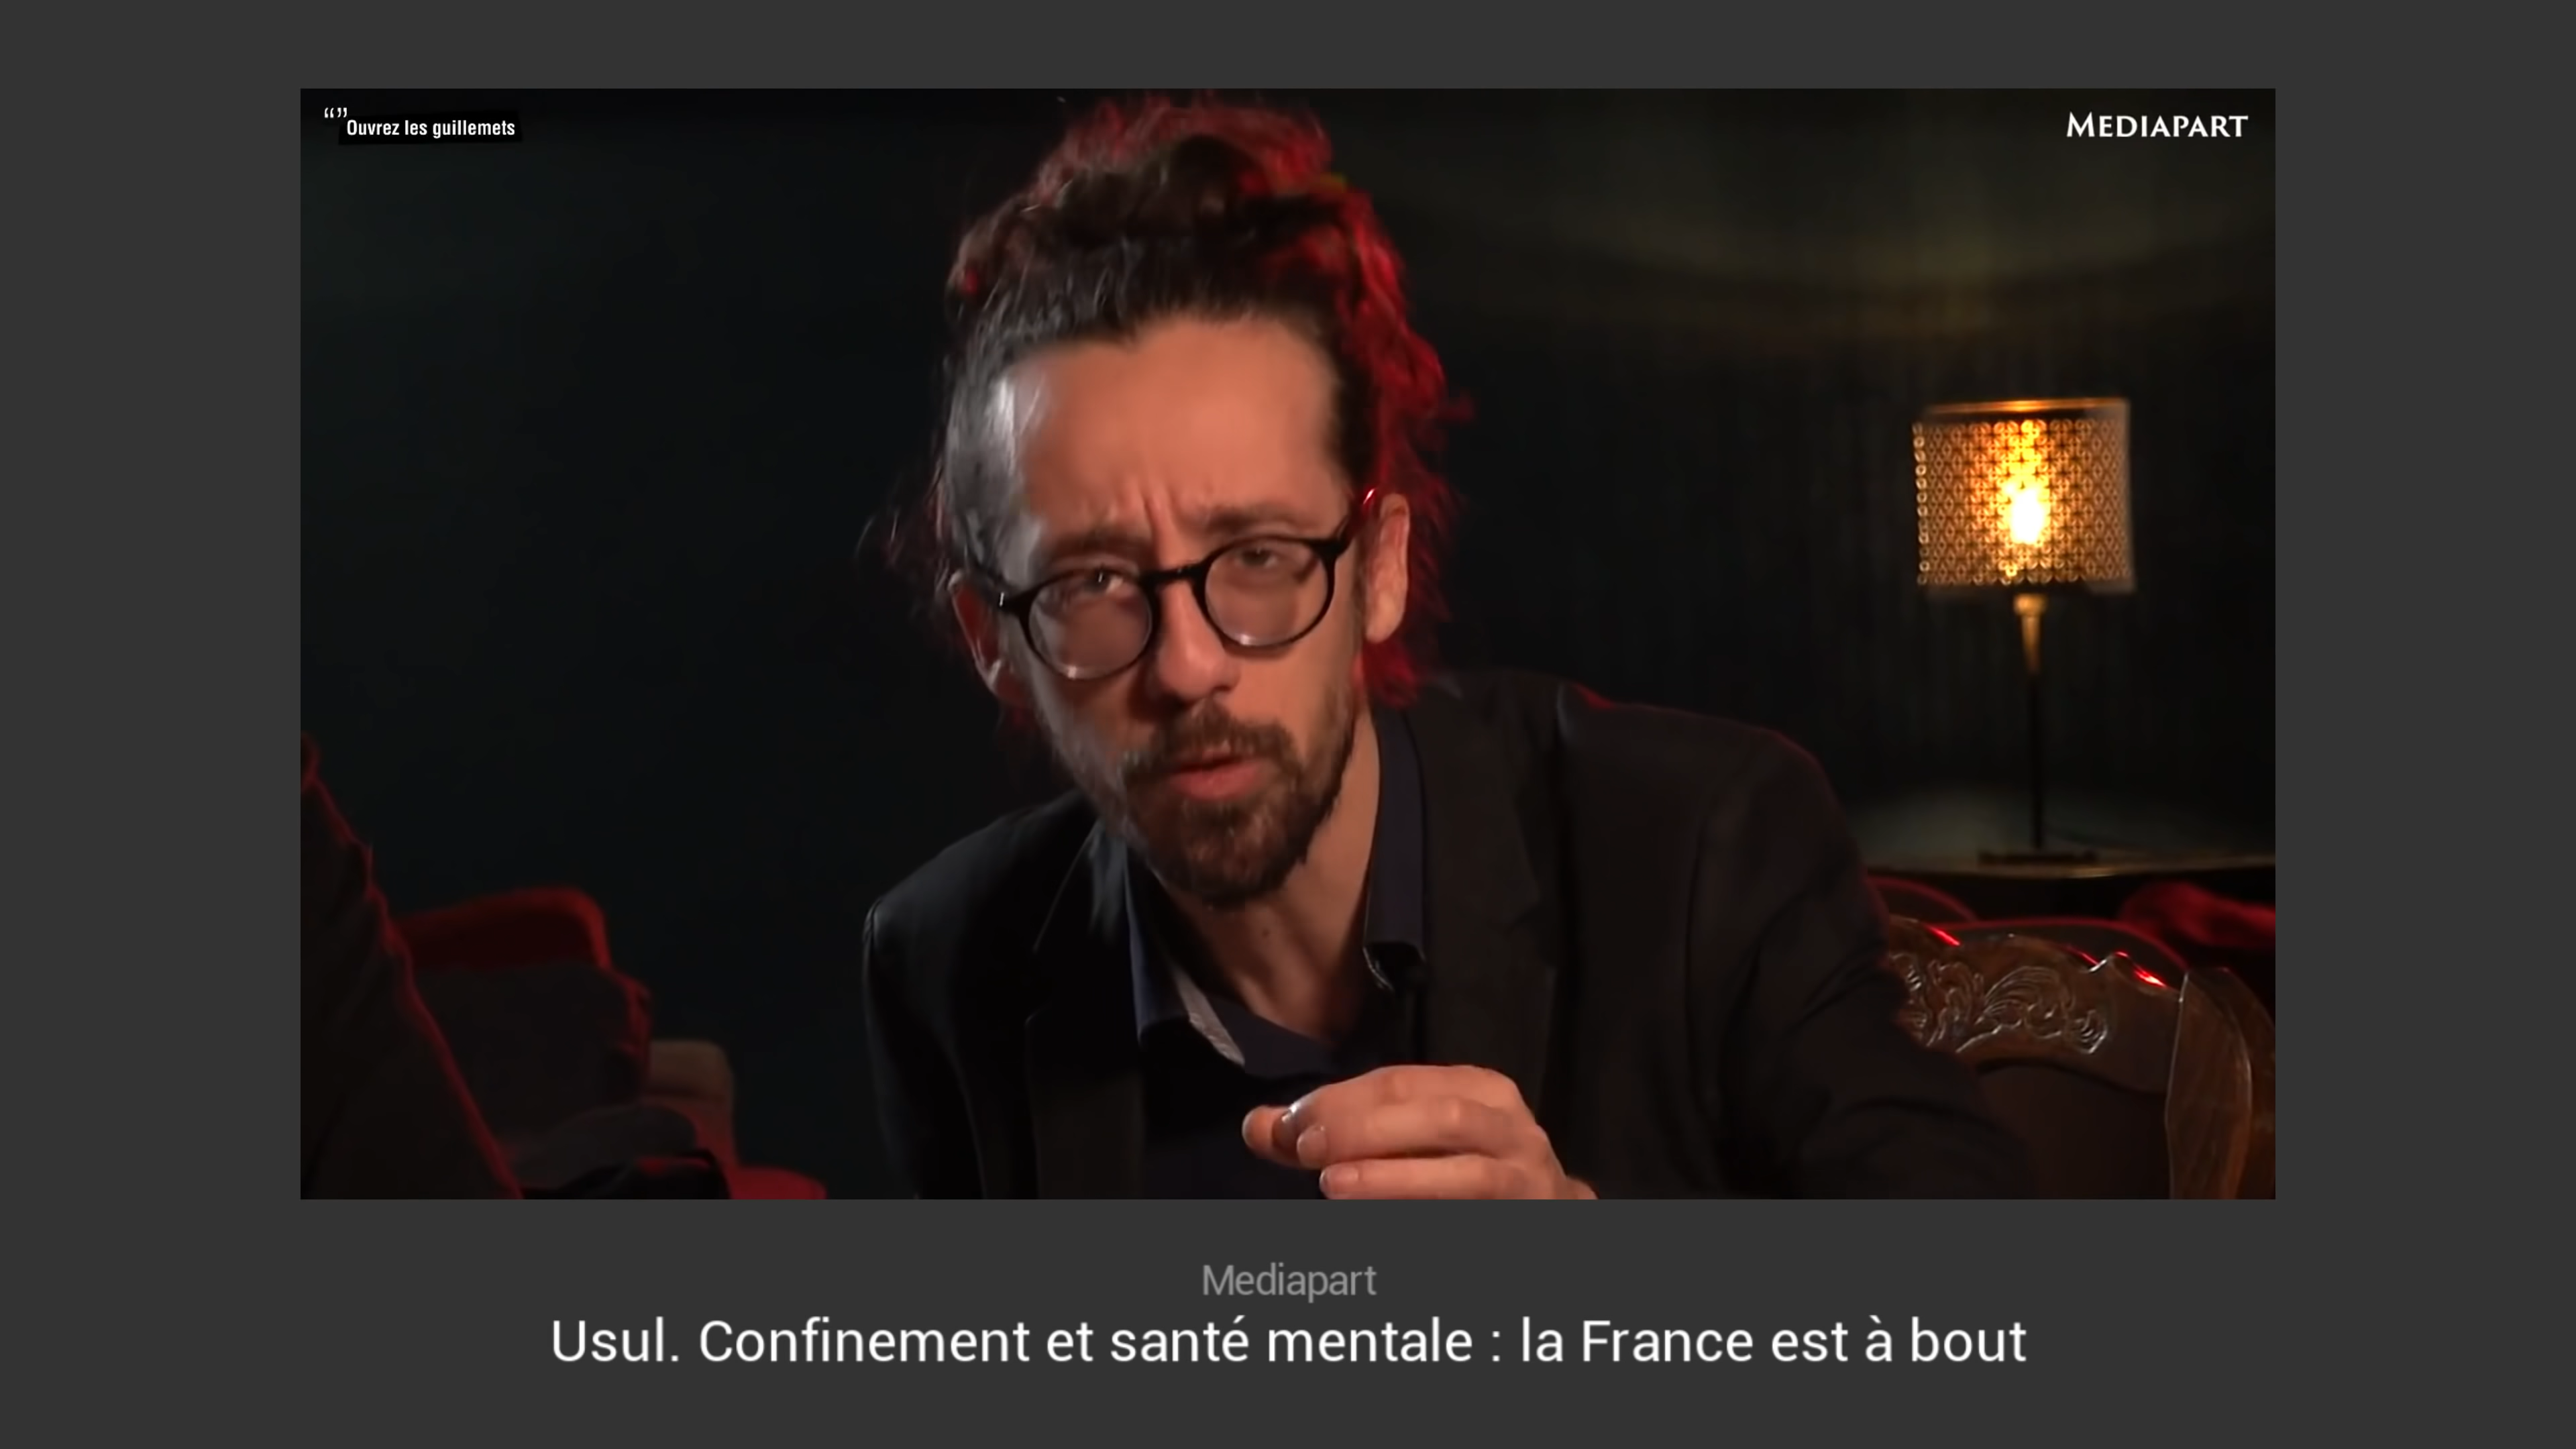 “” Ouvrez les guillemets
MEDIAPART
Mediapart
Usul. Confinement et santé mentale : la France est à bout